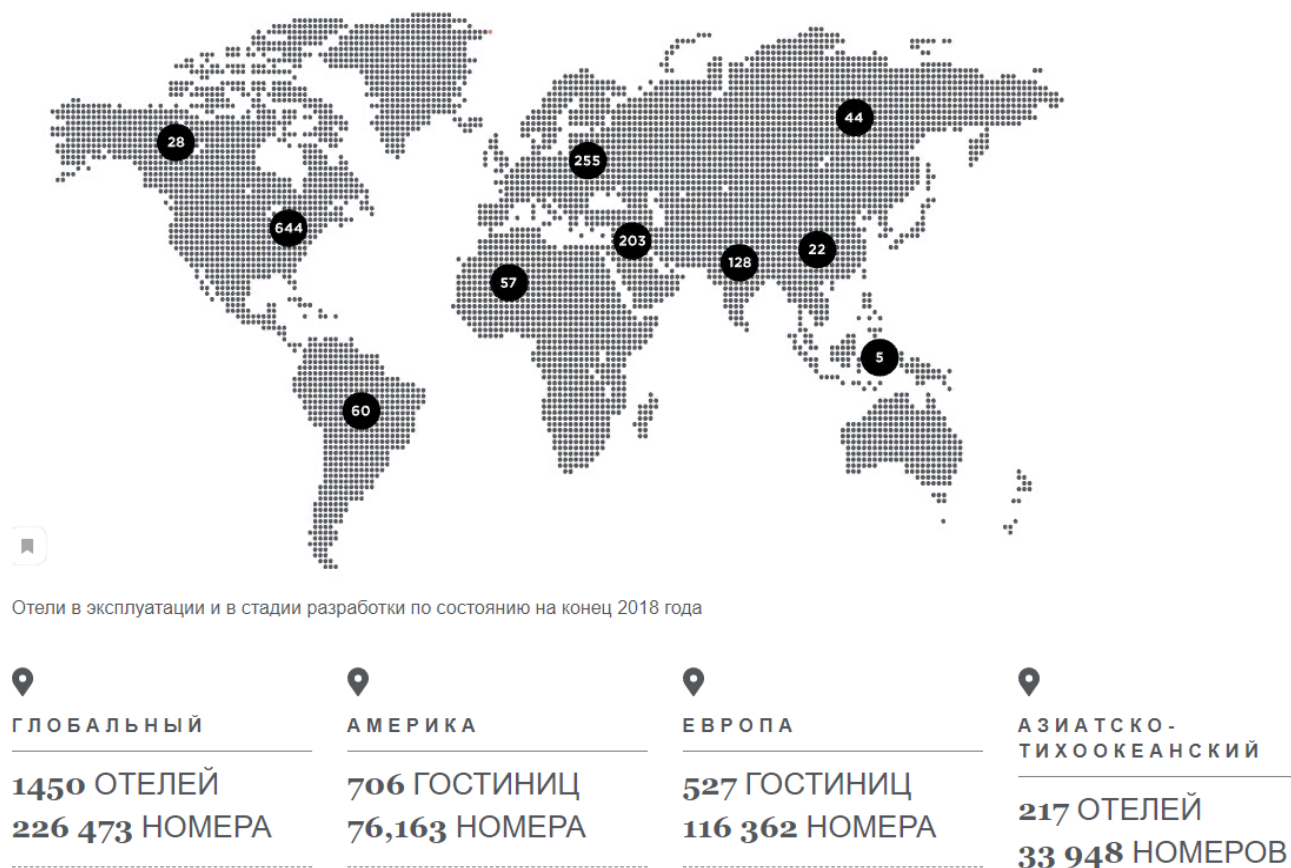 28
44
255
644
203
22
128
57
5
60
Отели в эксплуатации и в стадии разработки по состоянию на конец 2018 года
ГЛОБАЛЬНЫЙ
1450 ОТЕЛЕЙ
226 473 НОМЕРА
АМЕРИКА
706 ГОСТИНИЦ
76,163 НОМЕРА
ЕВРОПА
527 ГОСТИНИЦ
116 362 НОМЕРА
АЗИАТСКО-
ТИХООКЕАНСКИЙ
217 ОТЕЛЕЙ
33 948 НОМЕРОВ